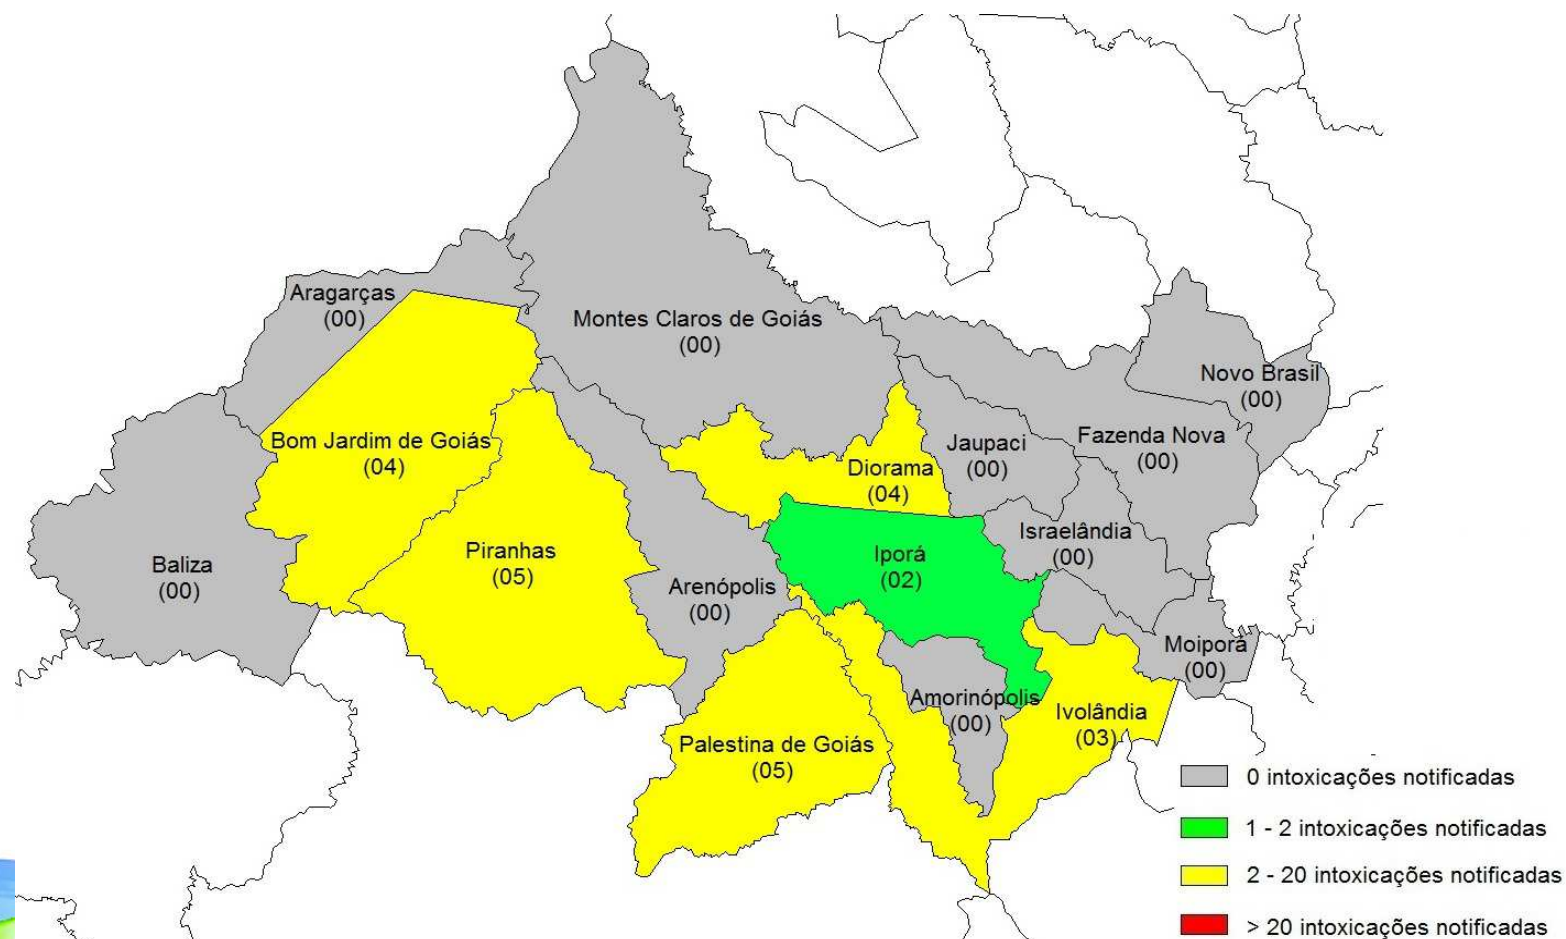 Aragarças
(00)
Montes Claros de Goiás
(00)
Novo Brasil
(00)
Bom Jardim de Goiás
(04)
Diorama
(04)
Jaupaci
(00)
Fazenda Nova
(00)
Baliza
(00)
Piranhas
(05)
Arenópolis
(00)
Iporá
(02)
Israelândia
(00)
Moiporá
(00)
Amorinópolis
(00)
Ivolândia
(03)
Palestina de Goiás
(05)
0 intoxicações notificadas
1 - 2 intoxicações notificadas
2 - 20 intoxicações notificadas
> 20 intoxicações notificadas